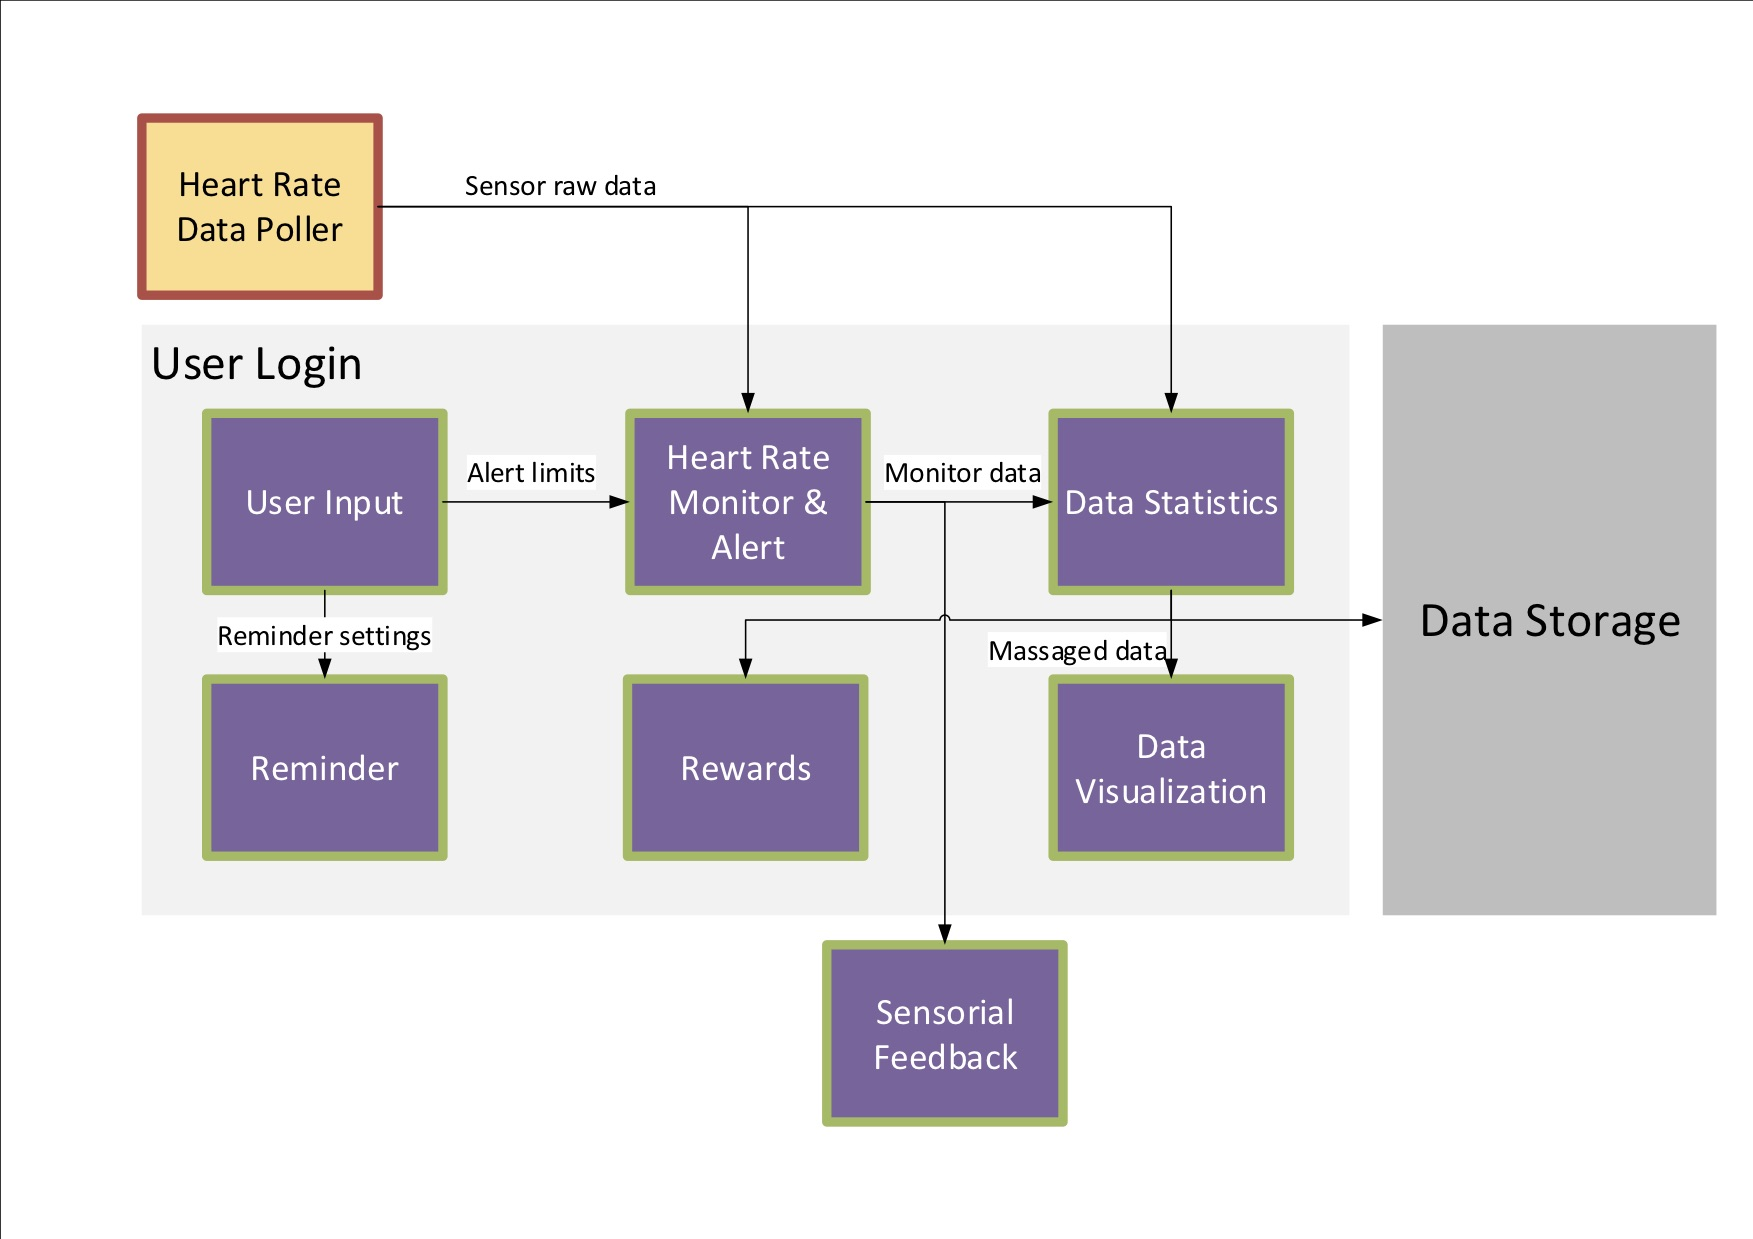 Heart Rate
Data Poller
Sensor raw data
User Login
User Input
Alert limits
Heart Rate
Monitor &
Alert
Monitor data
Data Statistics
Data Storage
Reminder settings
Massaged data
Reminder
Rewards
Data
Visualization
Sensorial
Feedback